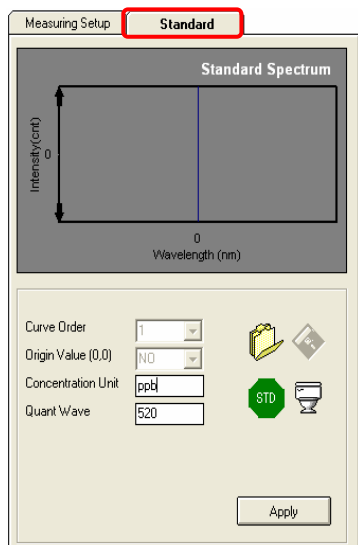 Measuring Setup Standard
Standard Spectrum
Intensity(cnt)
0
0
Wavelength (nm)
Curve Order 1
Origin Value (0,0) NO
Concentration Unit ppb
Quant Wave 520
STD
Apply